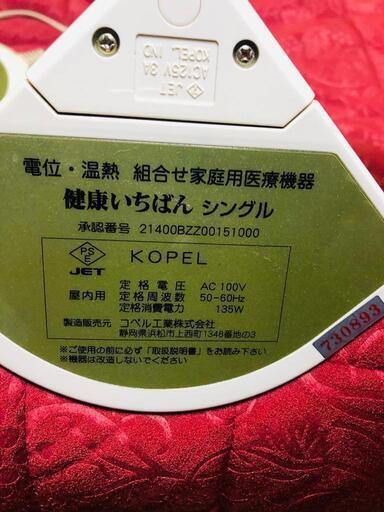 JET
AC125V 3A
KOPEL. IND
電位・温熱 組合せ家庭用医療機器
健康いちばん シングル
承認番号 21400BZZ00151000
PSE
JET
KOPEL
屋内用
定格電圧 AC 100V
定格周波数 50-60Hz
定格消費電力 135W
製造販売元 コペル工業株式会社
静岡県浜松市上西町1348番地の3
※ご使用の前に必ず「取扱説明書」をお読み下さい
※機器は改造しないでください
730893